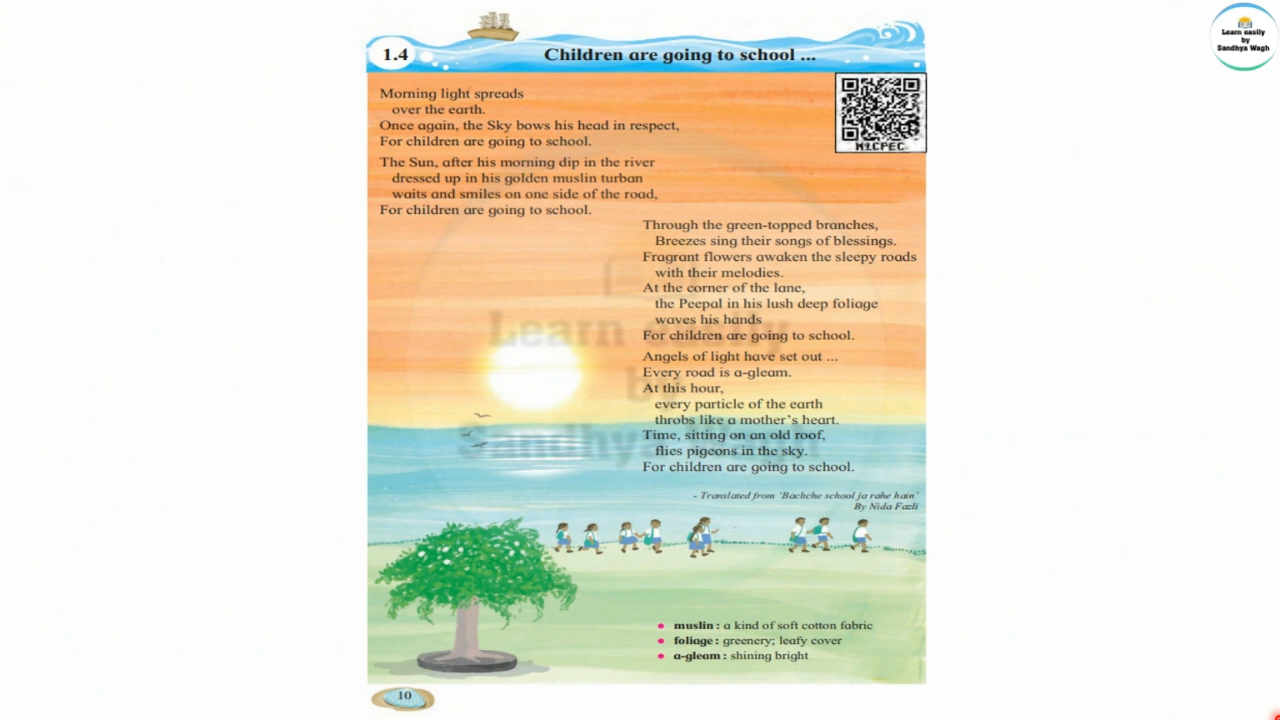 Learn easily
by
Sandhya Wagh
1.4
Children are going to school ...
Morning light spreads
over the earth.
Once again, the Sky bows his head in respect,
For children are going to school.
The Sun, after his morning dip in the river
dressed up in his golden muslin turban
waits and smiles on one side of the road,
For children are going to school.
M1CPEC
Through the green-topped branches,
Breezes sing their songs of blessings.
Fragrant flowers awaken the sleepy roads
with their melodies.
At the corner of the lane,
the Peepal in his lush deep foliage
waves his hands
For children are going to school.
Angels of light have set out ...
Every road is a-gleam.
At this hour,
every particle of the earth
throbs like a mother's heart.
Time, sitting on an old roof,
flies pigeons in the sky.
For children are going to school.
- Translated from 'Bachche school ja rahe hain'
By Nida Fazli
Learn easily
by
Sandhya Wagh
• muslin : a kind of soft cotton fabric
• foliage : greenery; leafy cover
• a-gleam : shining bright
10